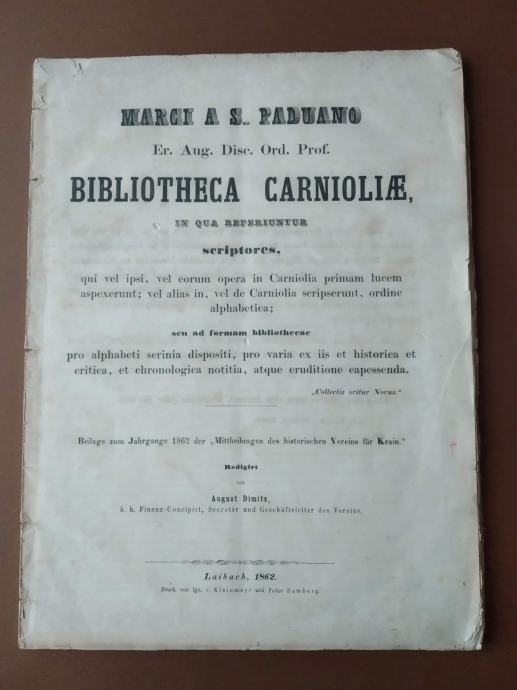 MARCI A S. PADUANO
Er. Aug. Disc. Ord. Prof.
BIBLIOTHECA CARNIOLIÆ,
IN QUA REPERIUNTUR
scriptores,
qui vel ipsi, vel eorum opera in Carniolia primam lucem
aspexerunt; vel alias in, vel de Carniolia scripserunt, ordine
alphabetica;
seu ad formam bibliothecae
pro alphabeti serinia dispositi, pro varia ex iis et historica et
critica, et chronologica notitia, atque eruditione capessenda.
„Collectis oritur Novus.“
Beilage zum Jahrgange 1862 der „Mittheilungen des historischen Vereins für Krain.“
Redigirt
von
August Dimitz,
k. k. Finanz-Concipist, Secretär und Geschäftsleiter des Vereins.
Laibach, 1862.
Druck von Ign. v. Kleinmayr und Fedor Bamberg.